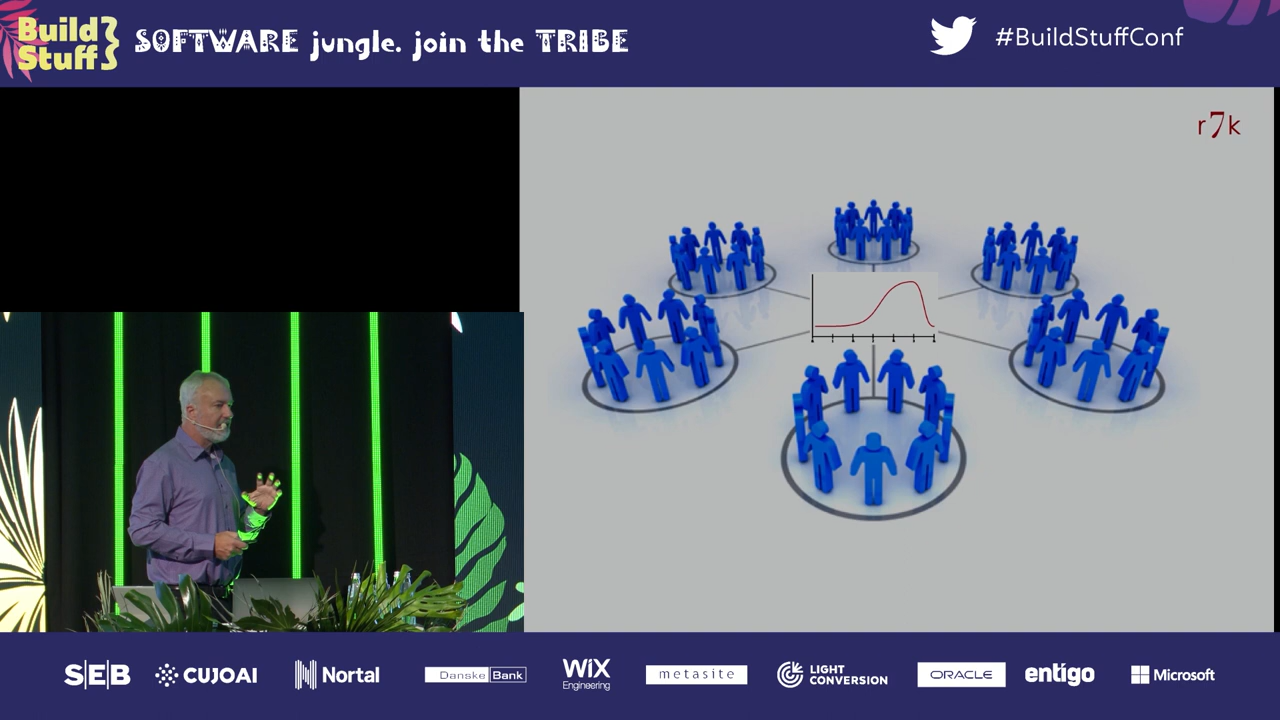 Build
Stuff
SOFTWARE jungle. join the TRIBE
#BuildStuffConf
r7k
S|E|B
CUJOAI
Nortal
Danske Bank
WiX
Engineering
metasite
LIGHT
CONVERSION
ORACLE
entigo
Microsoft